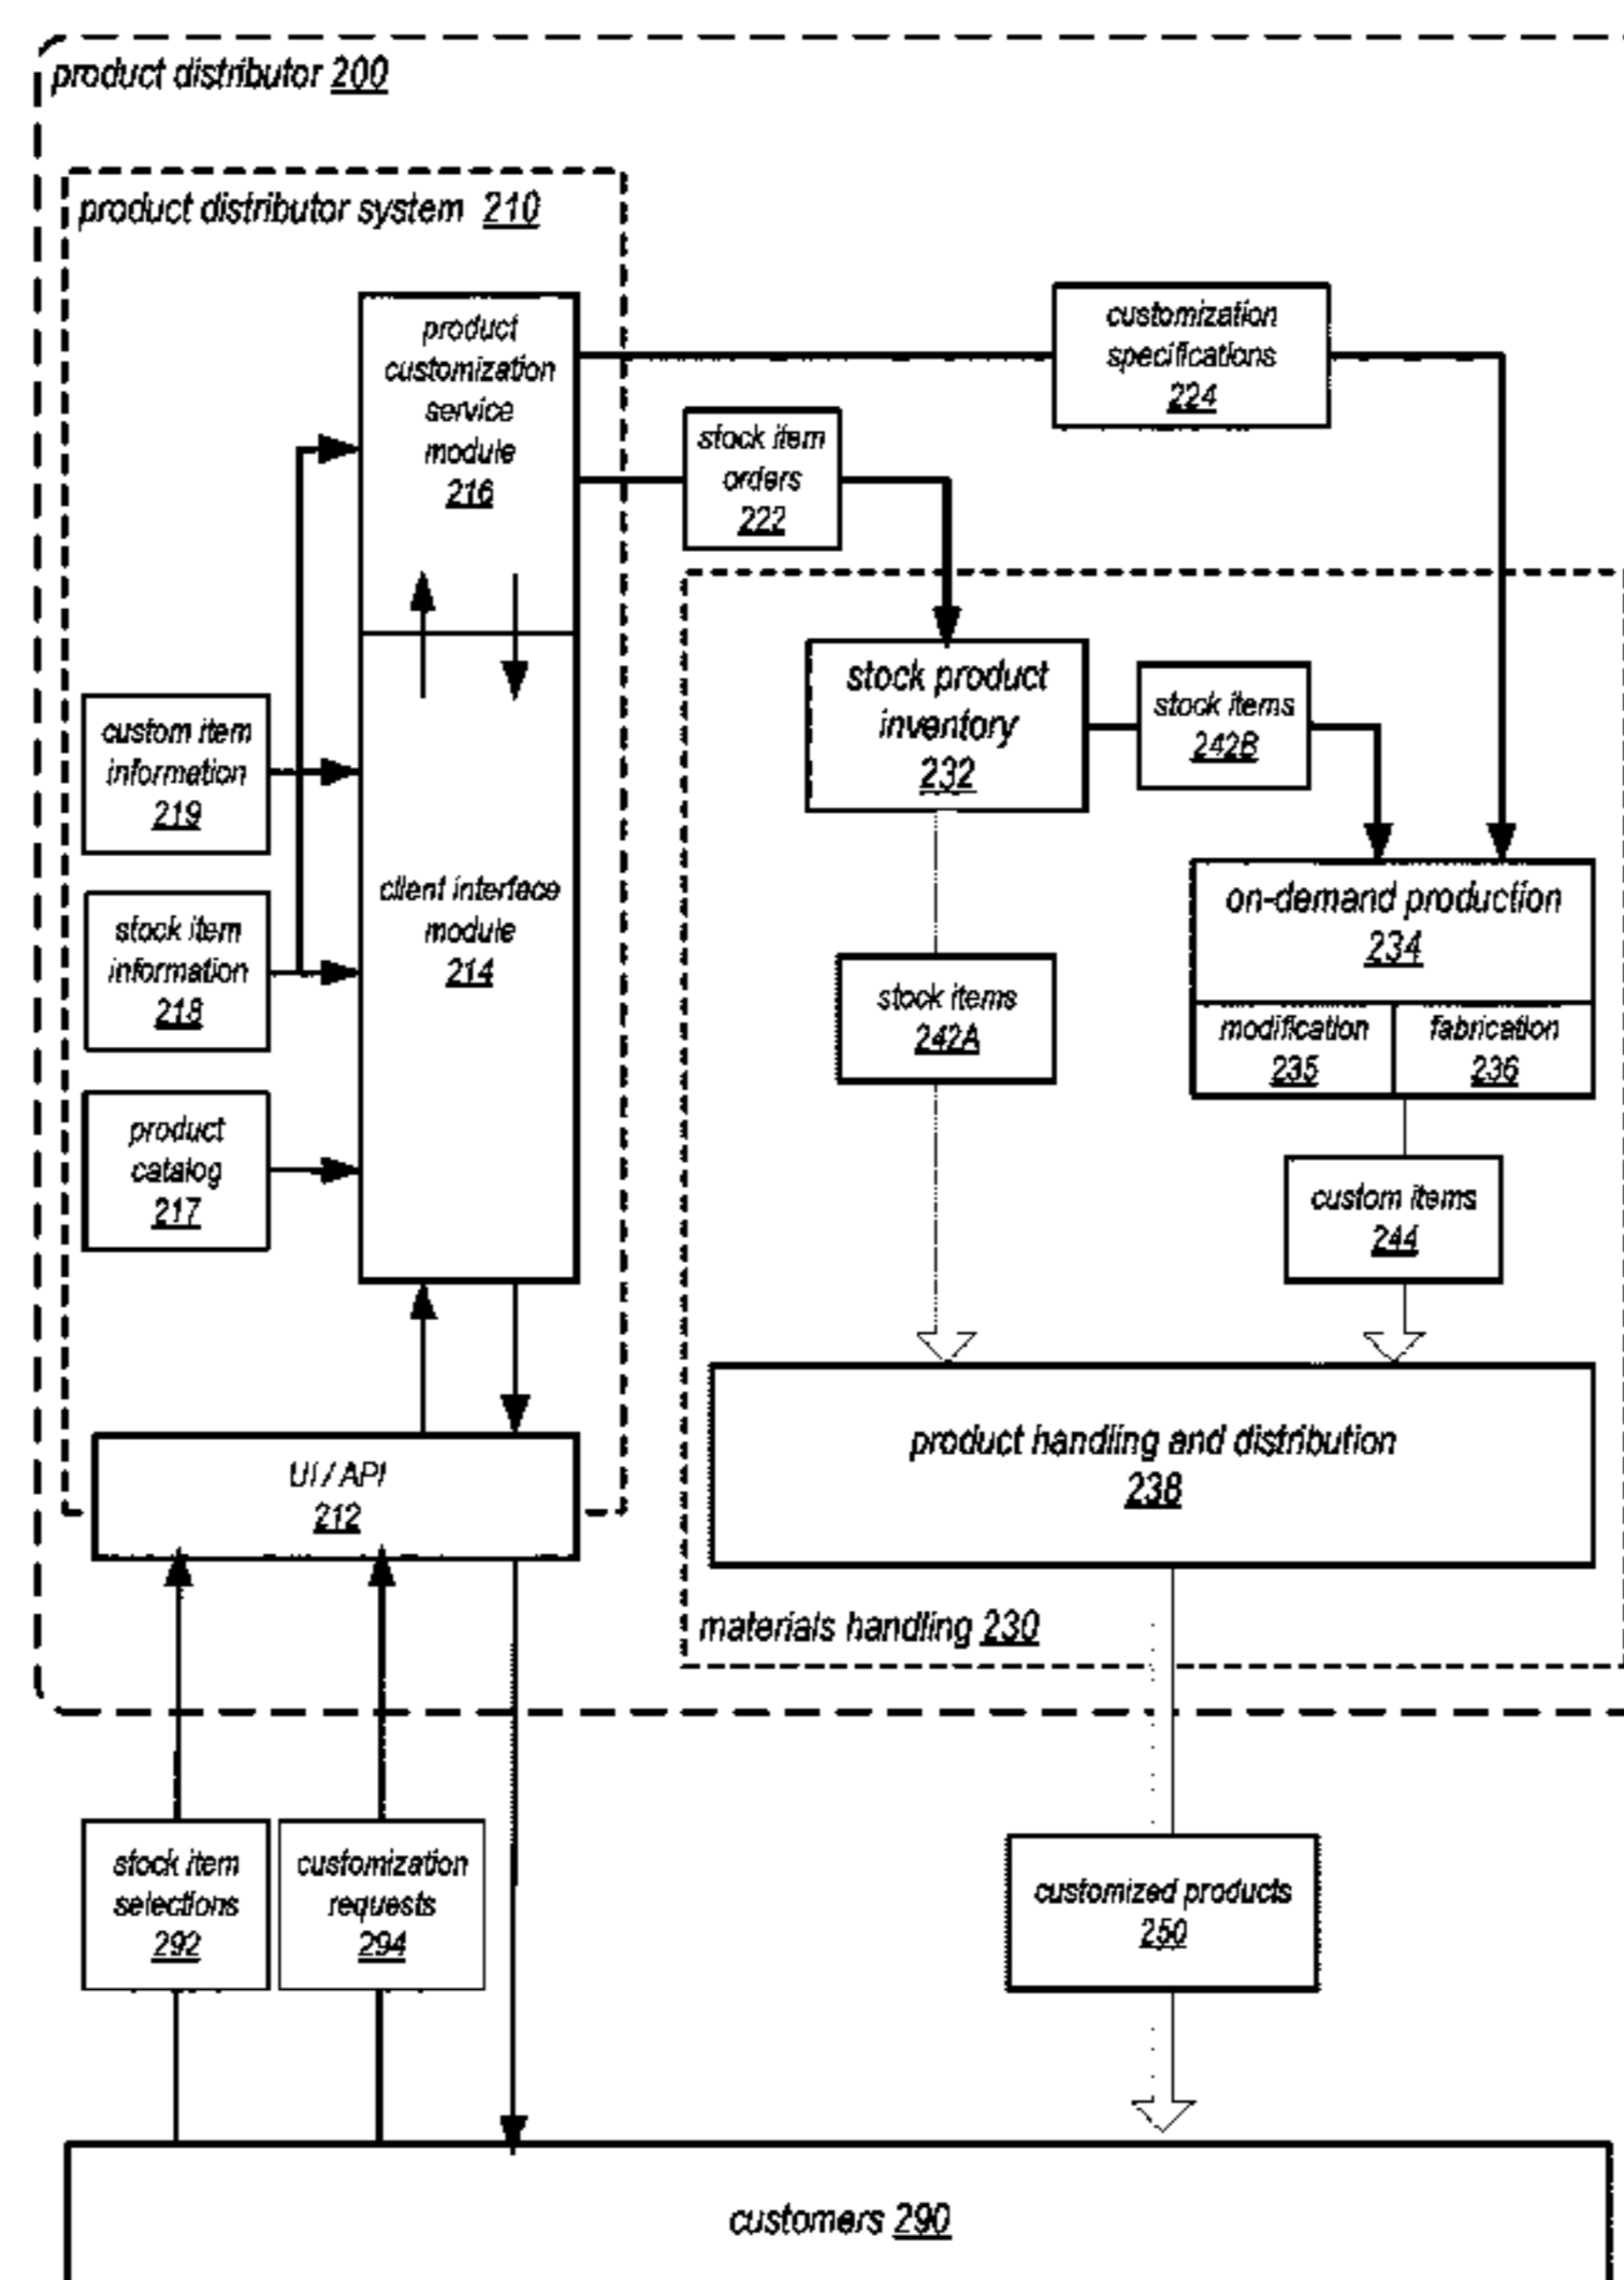 product distributor 200
product distributor system 210
product
customization
service
module
216
customization
specifications
224
stock item
orders
222
stock product
inventory
232
stock items
242B
custom item
information
219
client interface
module
214
stock item
information
218
on-demand production
234
modification
235
fabrication
236
stock items
242A
product
catalog
217
custom items
244
UI / API
212
product handling and distribution
238
materials handling 230
stock item
selections
292
customization
requests
294
customized products
250
customers 290